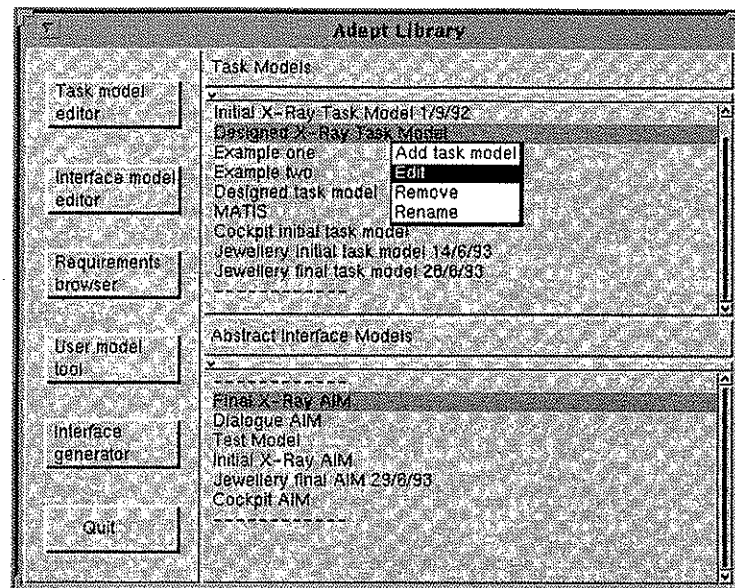 Adept Library
Task model
editor
Interface model
editor
Requirements
browser
User model
tool
Interface
generator
Quit
Task Models
Initial X-Ray Task Model 1/9/92
Designed X-Ray Task Model
Example one
Example two
Designed task model
MATIS
Cockpit initial task model
Jewellery initial task model 14/6/93
Jewellery final task model 28/6/93
--------------
Add task model
Edit
Remove
Rename
Abstract Interface Models
--------------
Final X-Ray AIM
Dialogue AIM
Test Model
Initial X-Ray AIM
Jewellery final AIM 29/6/93
Cockpit AIM
--------------